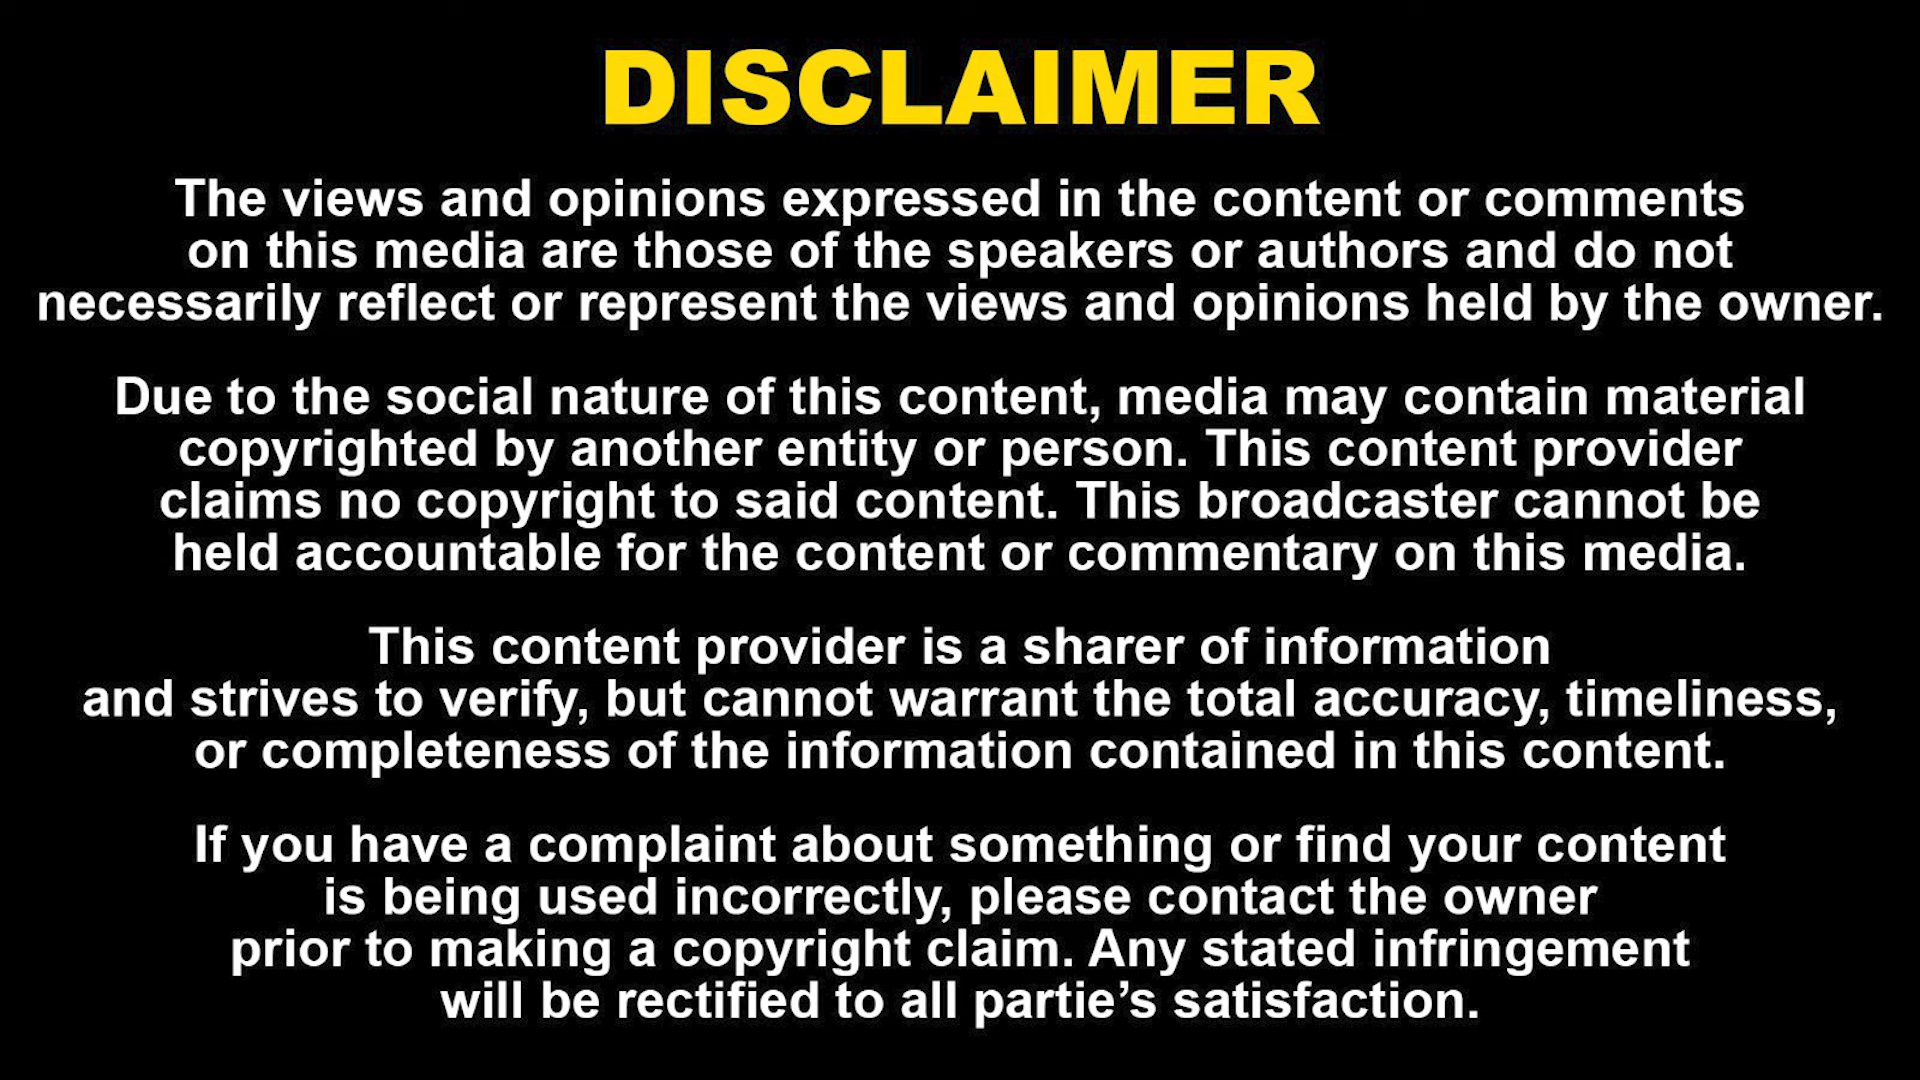 DISCLAIMER
The views and opinions expressed in the content or comments
on this media are those of the speakers or authors and do not
necessarily reflect or represent the views and opinions held by the owner.
Due to the social nature of this content, media may contain material
copyrighted by another entity or person. This content provider
claims no copyright to said content. This broadcaster cannot be
held accountable for the content or commentary on this media.
This content provider is a sharer of information
and strives to verify, but cannot warrant the total accuracy, timeliness,
or completeness of the information contained in this content.
If you have a complaint about something or find your content
is being used incorrectly, please contact the owner
prior to making a copyright claim. Any stated infringement
will be rectified to all partie’s satisfaction.